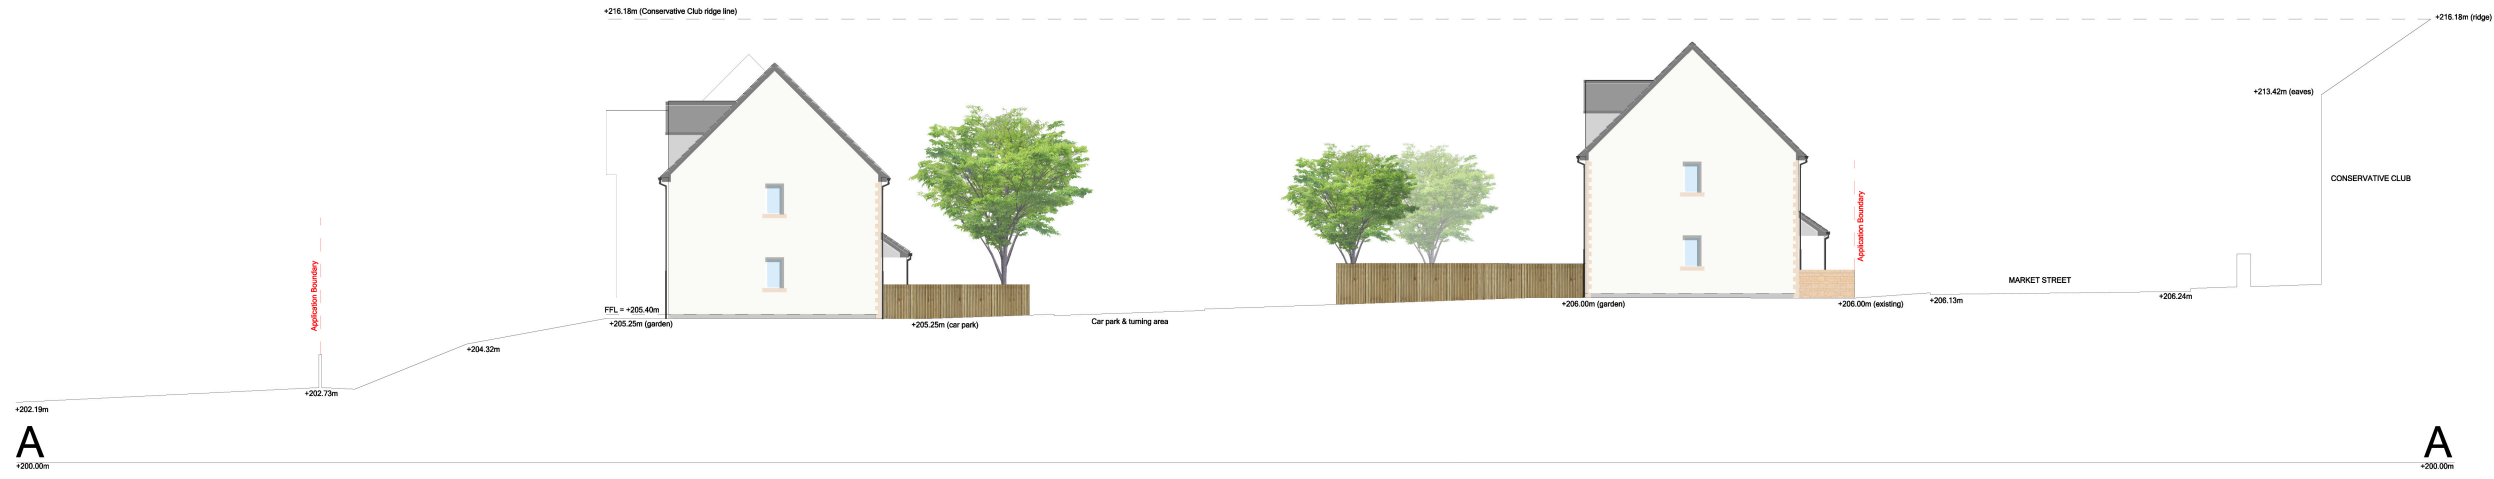 +216.18m (Conservative Club ridge line)
+216.18m (ridge)
+213.42m (eaves)
CONSERVATIVE CLUB
Application Boundary
Application Boundary
MARKET STREET
FFL = +205.40m
+205.25m (garden)
+205.25m (car park)
Car park & turning area
+206.00m (garden)
+206.00m (existing)
+206.13m
+206.24m
+204.32m
+202.73m
+202.19m
A
A
+200.00m
+200.00m